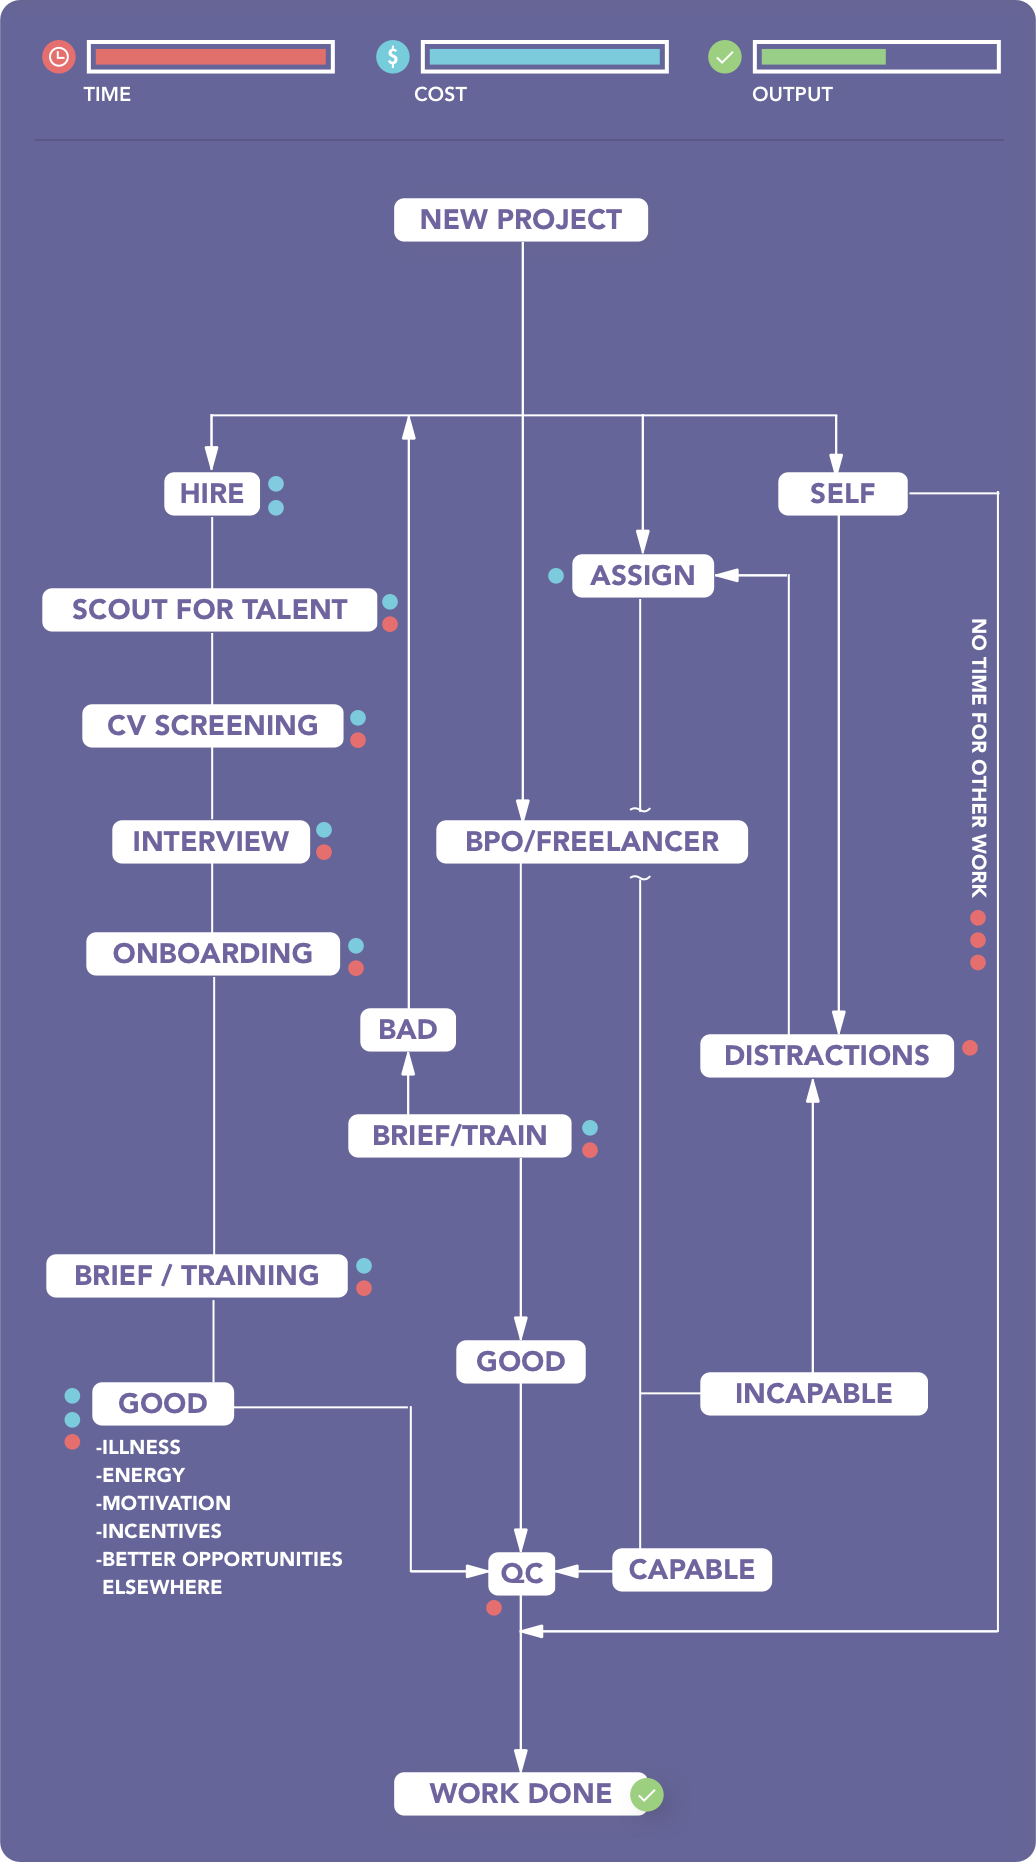 TIME
COST
OUTPUT
NEW PROJECT
HIRE
SELF
ASSIGN
SCOUT FOR TALENT
NO TIME FOR OTHER WORK
CV SCREENING
INTERVIEW
BPO/FREELANCER
ONBOARDING
BAD
DISTRACTIONS
BRIEF/TRAIN
BRIEF / TRAINING
GOOD
INCAPABLE
GOOD
-ILLNESS
-ENERGY
-MOTIVATION
-INCENTIVES
-BETTER OPPORTUNITIES
ELSEWHERE
QC
CAPABLE
WORK DONE